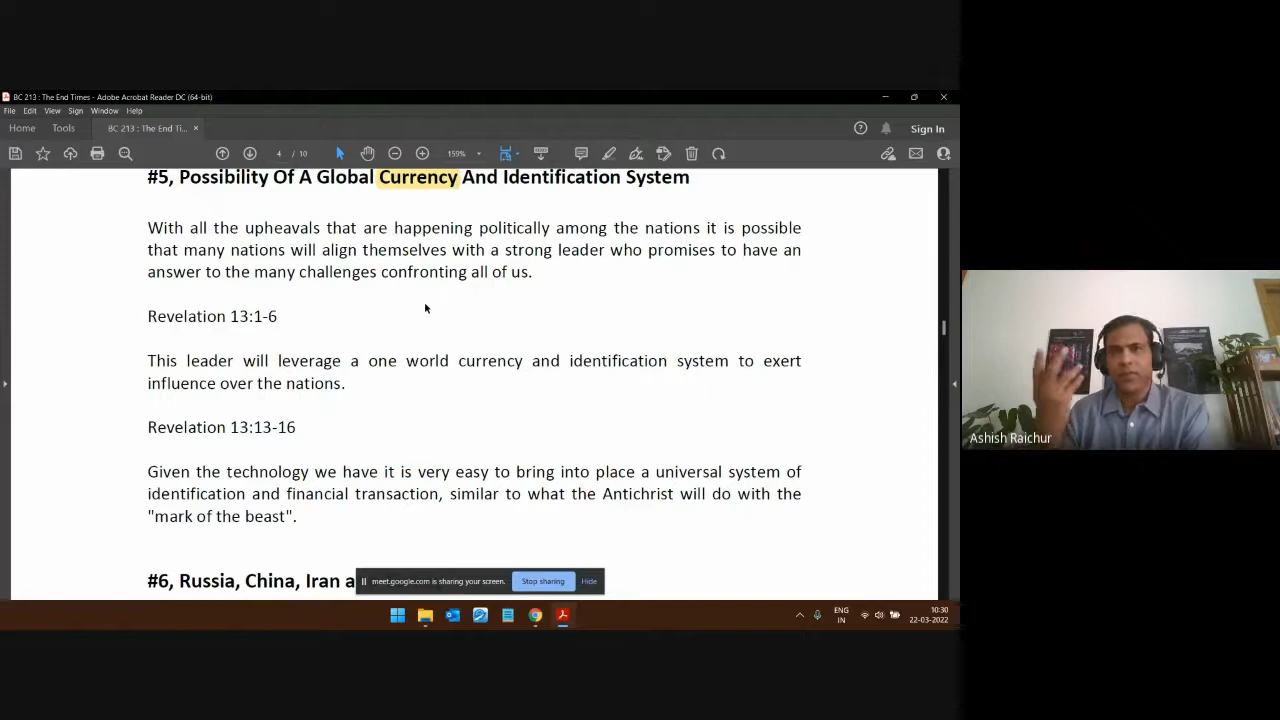 BC 213 : The End Times - Adobe Acrobat Reader DC (64-bit)
File Edit View Sign Window Help
Home Tools BC 213 : The End Ti... × Sign In
4 / 10 159%
#5, Possibility Of A Global Currency And Identification System
With all the upheavals that are happening politically among the nations it is possible
that many nations will align themselves with a strong leader who promises to have an
answer to the many challenges confronting all of us.
Revelation 13:1-6
This leader will leverage a one world currency and identification system to exert
influence over the nations.
Revelation 13:13-16
Given the technology we have it is very easy to bring into place a universal system of
identification and financial transaction, similar to what the Antichrist will do with the
"mark of the beast".
#6, Russia, China, Iran a
meet.google.com is sharing your screen. Stop sharing Hide
ENG 10:30
IN 22-03-2022
Ashish Raichur